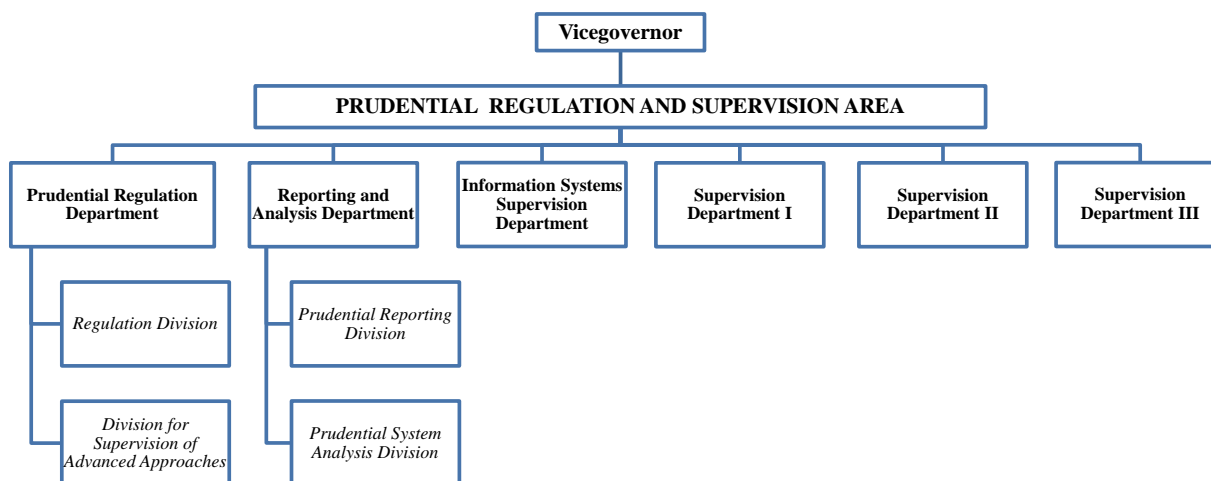 Vicegovernor
PRUDENTIAL REGULATION AND SUPERVISION AREA
Prudential Regulation
Department
Reporting and
Analysis Department
Information Systems
Supervision
Department
Supervision
Department I
Supervision
Department II
Supervision
Department III
Regulation Division
Prudential Reporting
Division
Division for
Supervision of
Advanced Approaches
Prudential System
Analysis Division